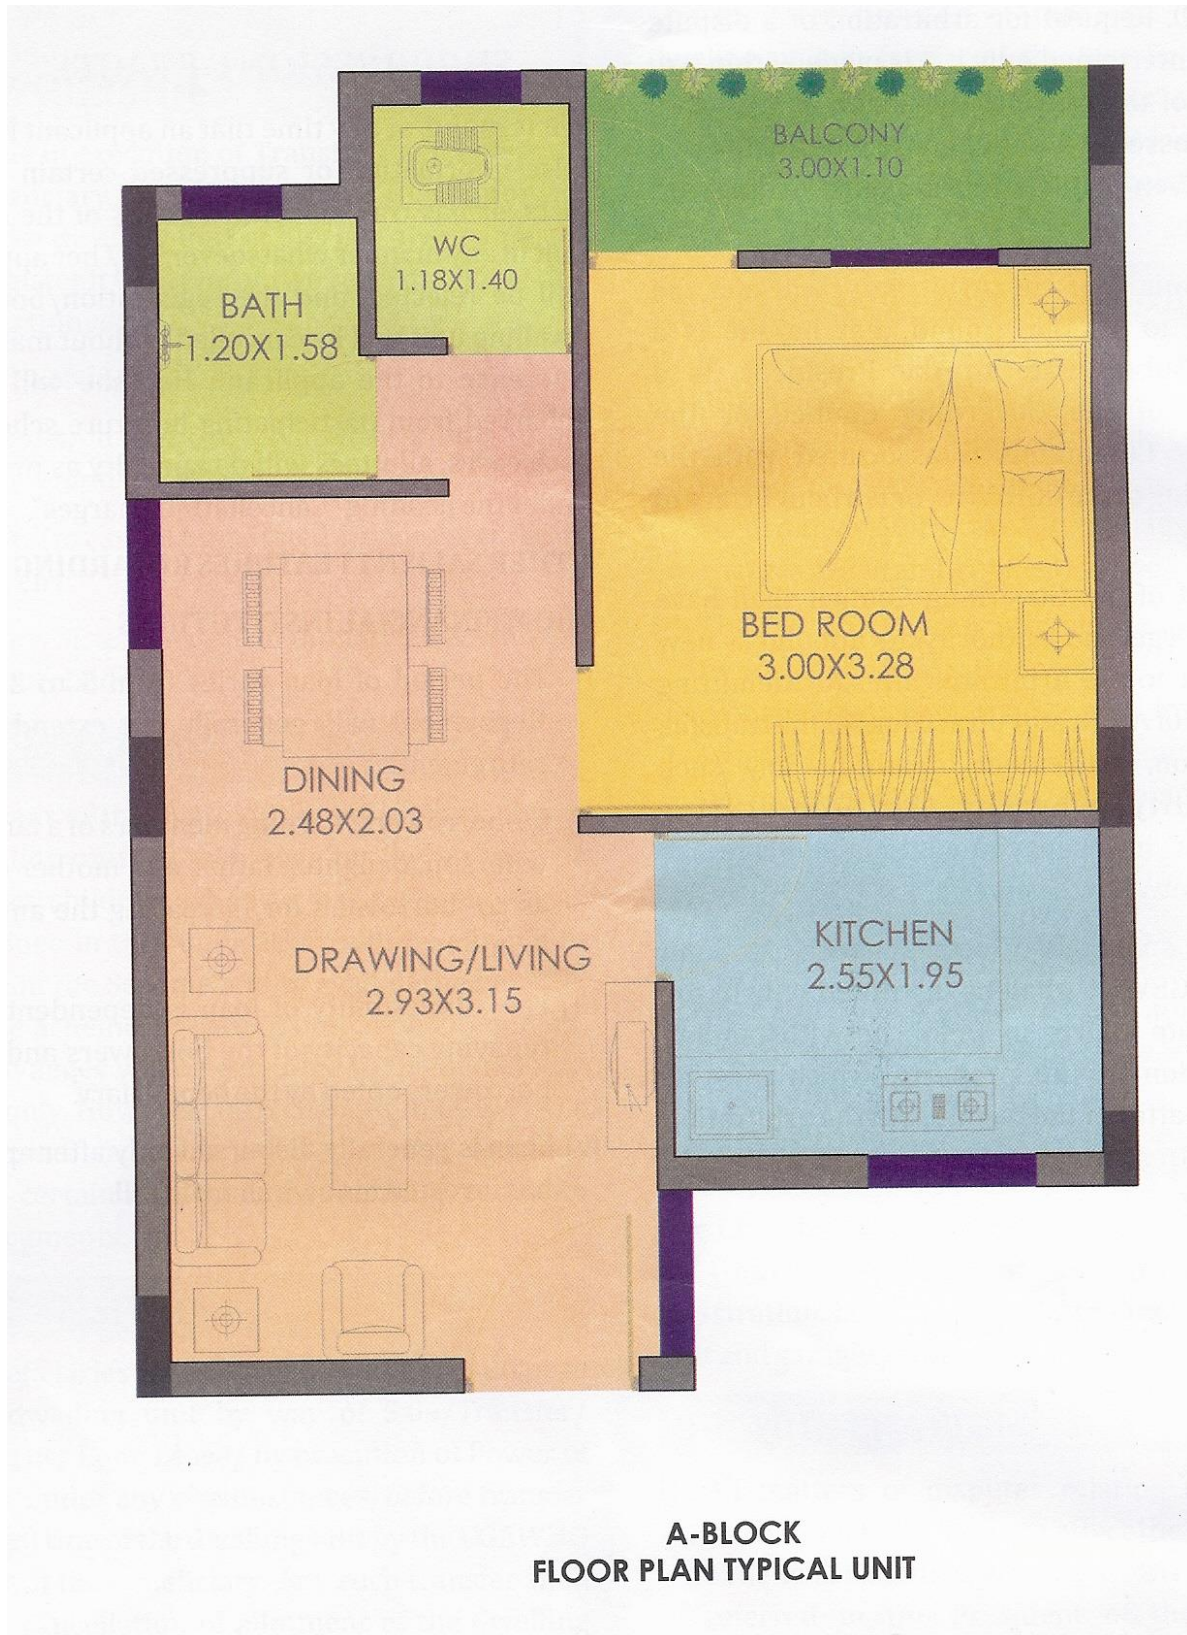 BALCONY
3.00X1.10
WC
1.18X1.40
BATH
1.20X1.58
BED ROOM
3.00X3.28
DINING
2.48X2.03
DRAWING/LIVING
2.93X3.15
KITCHEN
2.55X1.95
A-BLOCK
FLOOR PLAN TYPICAL UNIT